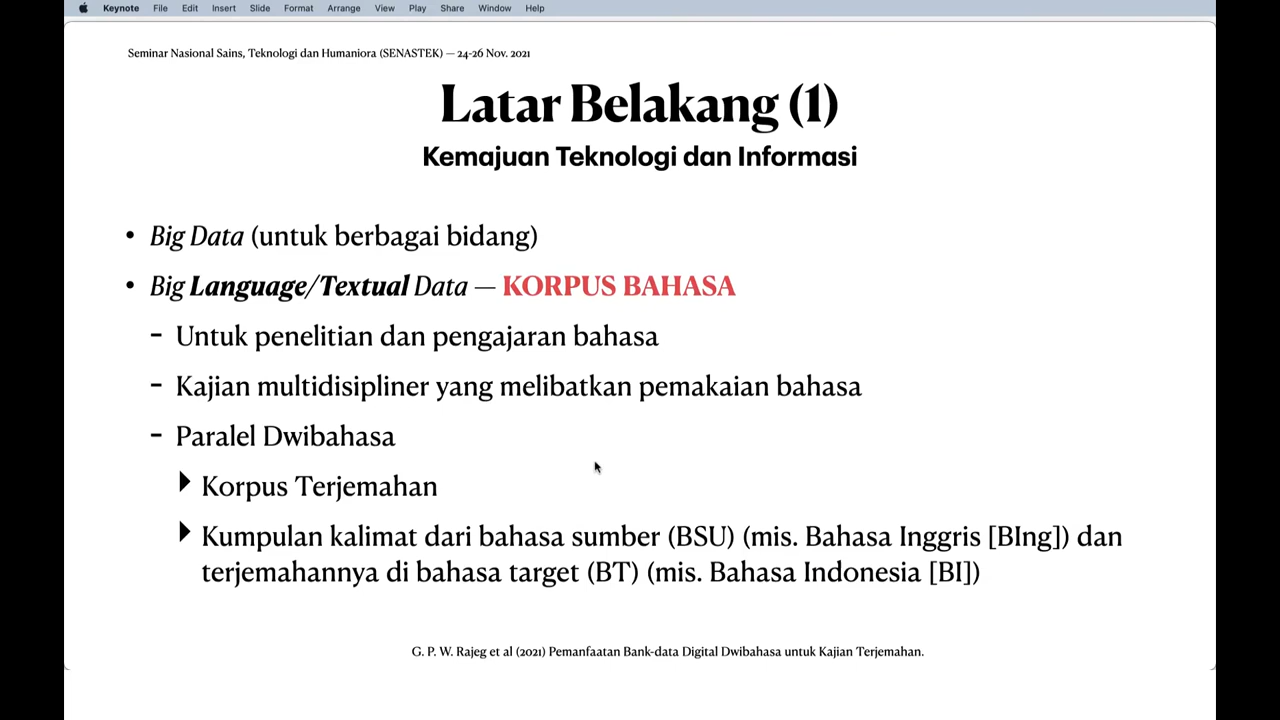 Keynote File Edit Insert Slide Format Arrange View Play Share Window Help
Seminar Nasional Sains, Teknologi dan Humaniora (SENASTEK) — 24-26 Nov. 2021
Latar Belakang (1)
Kemajuan Teknologi dan Informasi
• Big Data (untuk berbagai bidang)
• Big Language/Textual Data — KORPUS BAHASA
- Untuk penelitian dan pengajaran bahasa
- Kajian multidisipliner yang melibatkan pemakaian bahasa
- Paralel Dwibahasa
‣ Korpus Terjemahan
‣ Kumpulan kalimat dari bahasa sumber (BSU) (mis. Bahasa Inggris [BIng]) dan
terjemahannya di bahasa target (BT) (mis. Bahasa Indonesia [BI])
G. P. W. Rajeg et al (2021) Pemanfaatan Bank-data Digital Dwibahasa untuk Kajian Terjemahan.